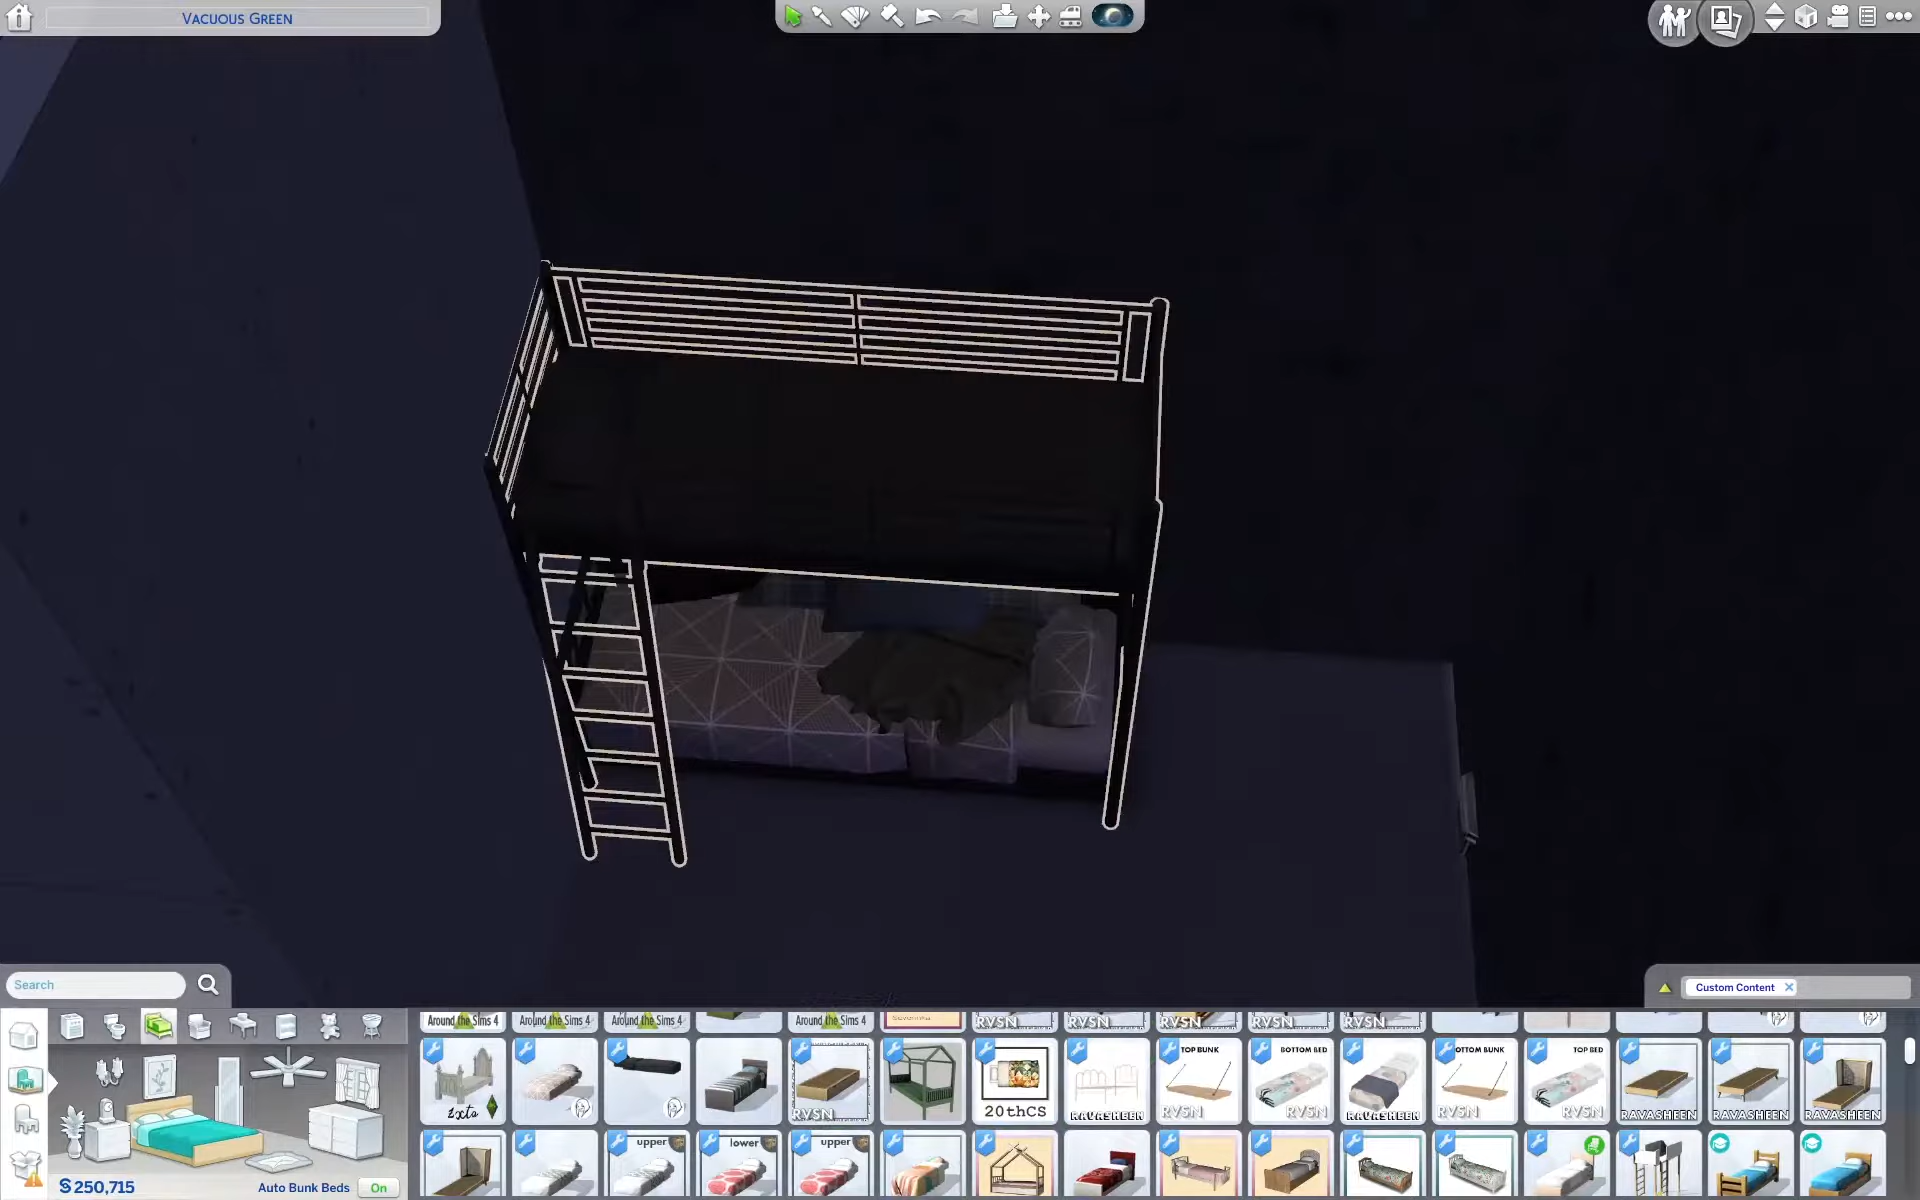 VACUOUS GREEN
Search
Custom Content
Around the Sims 4
Around the Sims 4
Around the Sims 4
Around the Sims 4
RVSN
RVSN
RVSN
RVSN
RVSN
RVSN
20thCS
RAVASHEEN
TOP BUNK
RVSN
BOTTOM BED
RVSN
RAVASHEEN
OTTOM BUNK
RVSN
TOP BED
RVSN
RAVASHEEN
RAVASHEEN
RAVASHEEN
upper
lower
upper
§250,715
Auto Bunk Beds
On